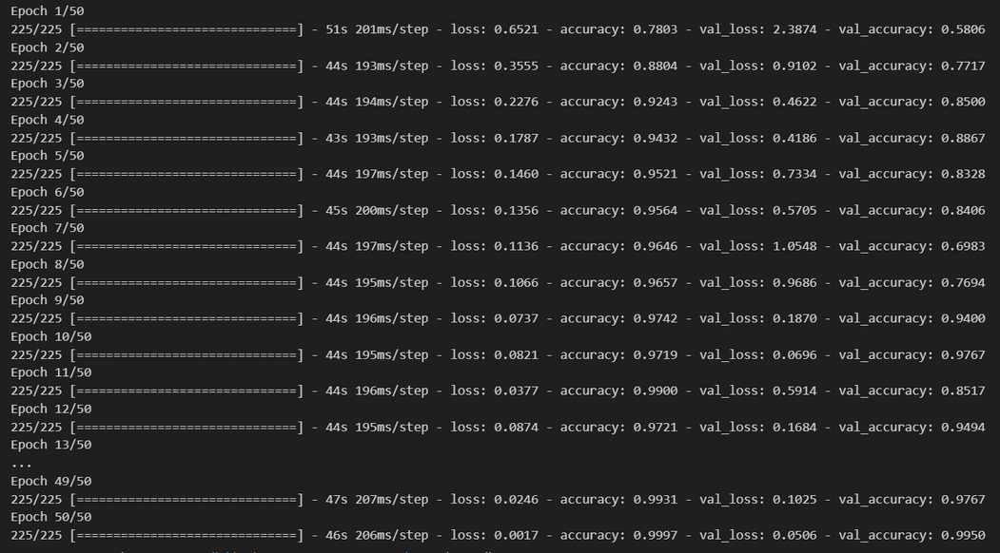 Epoch 1/50
225/225 [==============================] - 51s 201ms/step - loss: 0.6521 - accuracy: 0.7803 - val_loss: 2.3874 - val_accuracy: 0.5806
Epoch 2/50
225/225 [==============================] - 44s 193ms/step - loss: 0.3555 - accuracy: 0.8804 - val_loss: 0.9102 - val_accuracy: 0.7717
Epoch 3/50
225/225 [==============================] - 44s 194ms/step - loss: 0.2276 - accuracy: 0.9243 - val_loss: 0.4622 - val_accuracy: 0.8500
Epoch 4/50
225/225 [==============================] - 43s 193ms/step - loss: 0.1787 - accuracy: 0.9432 - val_loss: 0.4186 - val_accuracy: 0.8867
Epoch 5/50
225/225 [==============================] - 44s 197ms/step - loss: 0.1460 - accuracy: 0.9521 - val_loss: 0.7334 - val_accuracy: 0.8328
Epoch 6/50
225/225 [==============================] - 45s 200ms/step - loss: 0.1356 - accuracy: 0.9564 - val_loss: 0.5705 - val_accuracy: 0.8406
Epoch 7/50
225/225 [==============================] - 44s 197ms/step - loss: 0.1136 - accuracy: 0.9646 - val_loss: 1.0548 - val_accuracy: 0.6983
Epoch 8/50
225/225 [==============================] - 44s 195ms/step - loss: 0.1066 - accuracy: 0.9657 - val_loss: 0.9686 - val_accuracy: 0.7694
Epoch 9/50
225/225 [==============================] - 44s 196ms/step - loss: 0.0737 - accuracy: 0.9742 - val_loss: 0.1870 - val_accuracy: 0.9400
Epoch 10/50
225/225 [==============================] - 44s 195ms/step - loss: 0.0821 - accuracy: 0.9719 - val_loss: 0.0696 - val_accuracy: 0.9767
Epoch 11/50
225/225 [==============================] - 44s 196ms/step - loss: 0.0377 - accuracy: 0.9900 - val_loss: 0.5914 - val_accuracy: 0.8517
Epoch 12/50
225/225 [==============================] - 44s 195ms/step - loss: 0.0874 - accuracy: 0.9721 - val_loss: 0.1684 - val_accuracy: 0.9494
Epoch 13/50
...
Epoch 49/50
225/225 [==============================] - 47s 207ms/step - loss: 0.0246 - accuracy: 0.9931 - val_loss: 0.1025 - val_accuracy: 0.9767
Epoch 50/50
225/225 [==============================] - 46s 206ms/step - loss: 0.0017 - accuracy: 0.9997 - val_loss: 0.0506 - val_accuracy: 0.9950